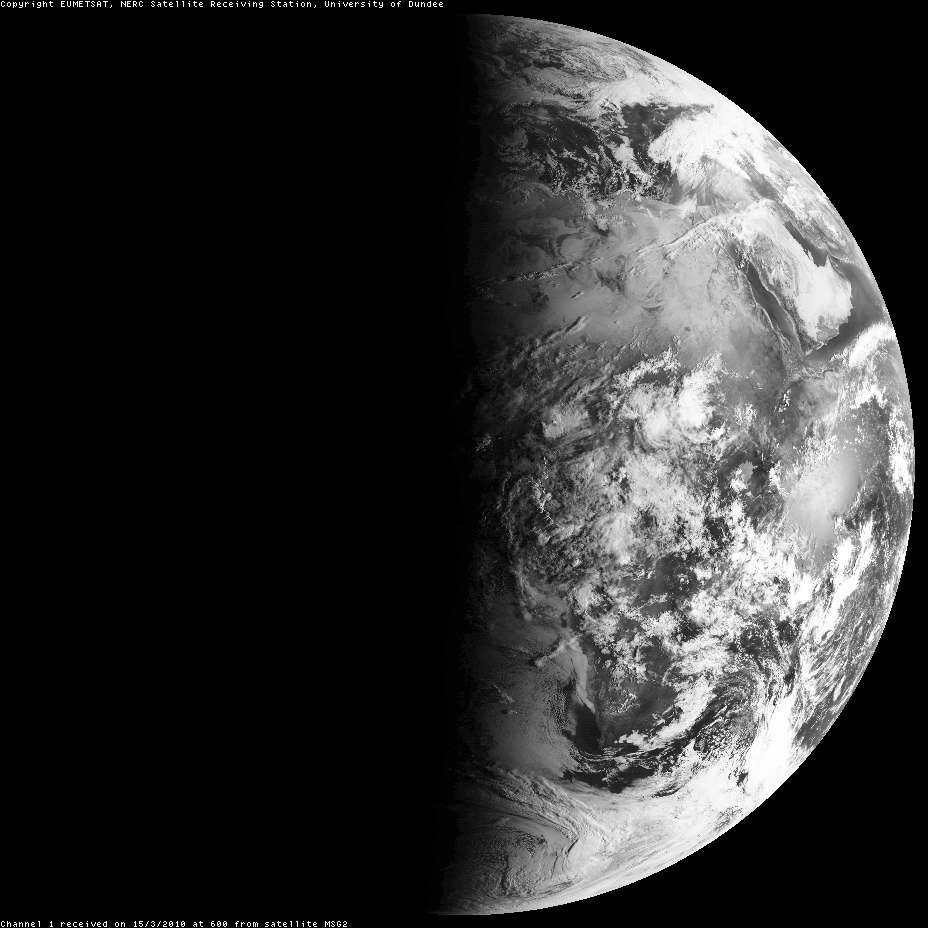 Copyright EUMETSAT, NERC Satellite Receiving Station, University of Dundee
Channel 1 received on 15/3/2010 at 600 from satellite MSG2